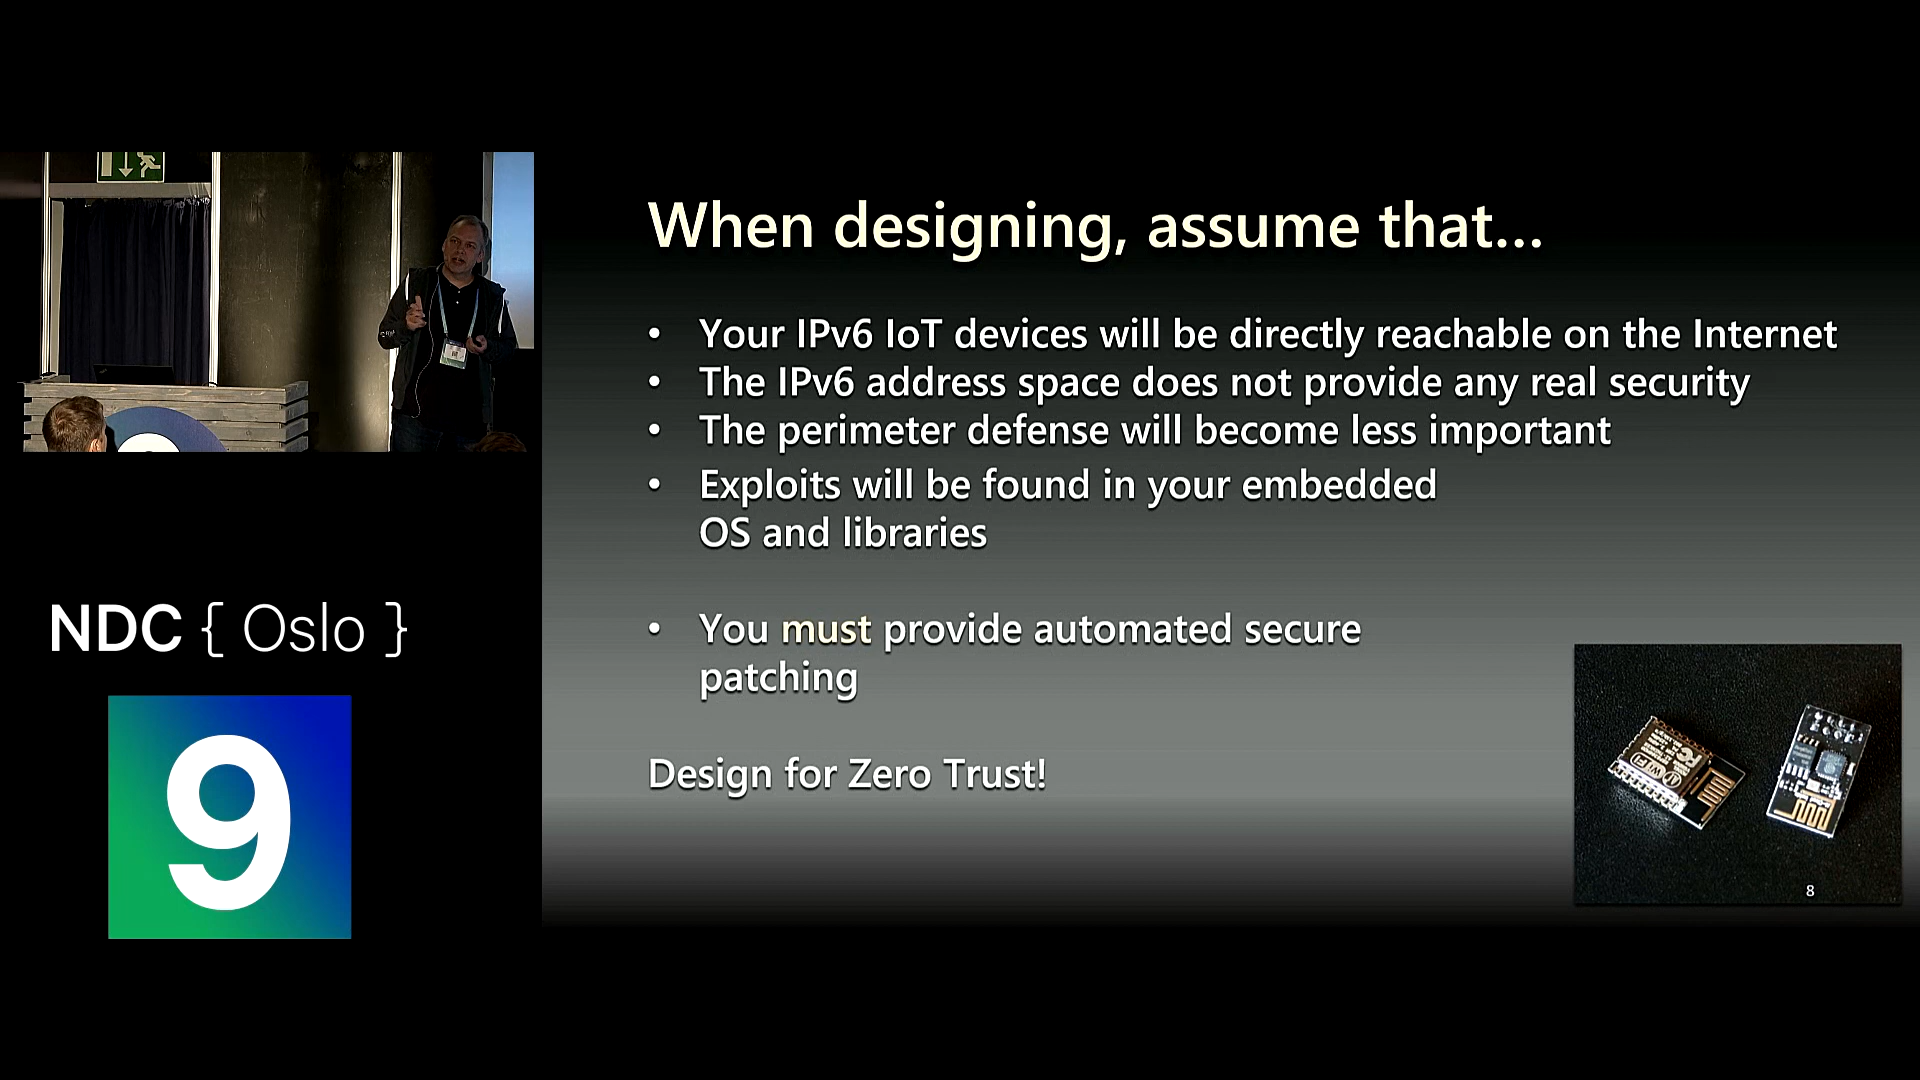 When designing, assume that...
• Your IPv6 IoT devices will be directly reachable on the Internet
• The IPv6 address space does not provide any real security
• The perimeter defense will become less important
• Exploits will be found in your embedded
OS and libraries
• You must provide automated secure
patching
Design for Zero Trust!
8
NDC { Oslo }
9